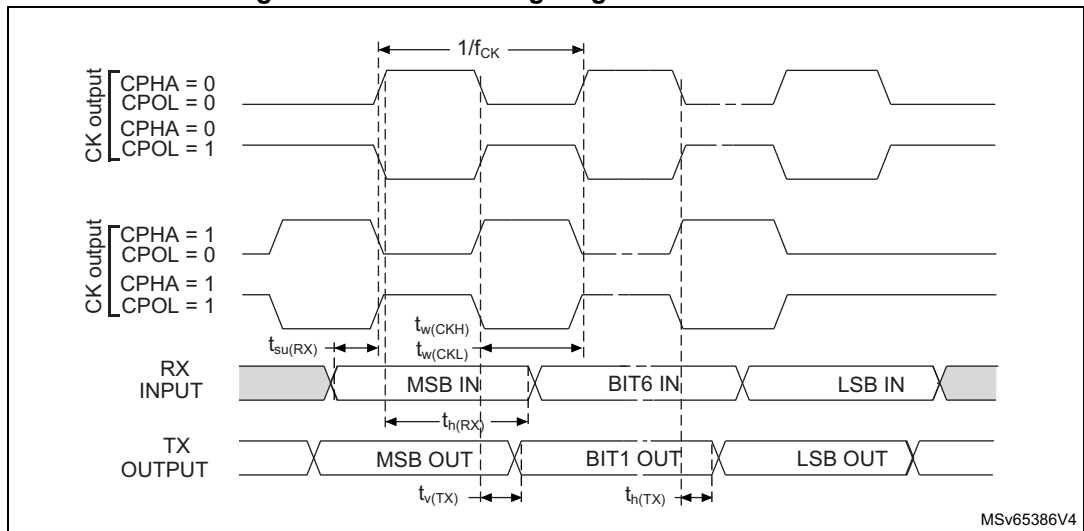 1/fCK
CK output
CPHA = 0
CPOL = 0
CPHA = 0
CPOL = 1
CK output
CPHA = 1
CPOL = 0
CPHA = 1
CPOL = 1
tw(CKH)
tw(CKL)
tsu(RX)
RX
INPUT
MSB IN
BIT6 IN
LSB IN
th(RX)
TX
OUTPUT
MSB OUT
BIT1 OUT
LSB OUT
tv(TX)
th(TX)
MSv65386V4